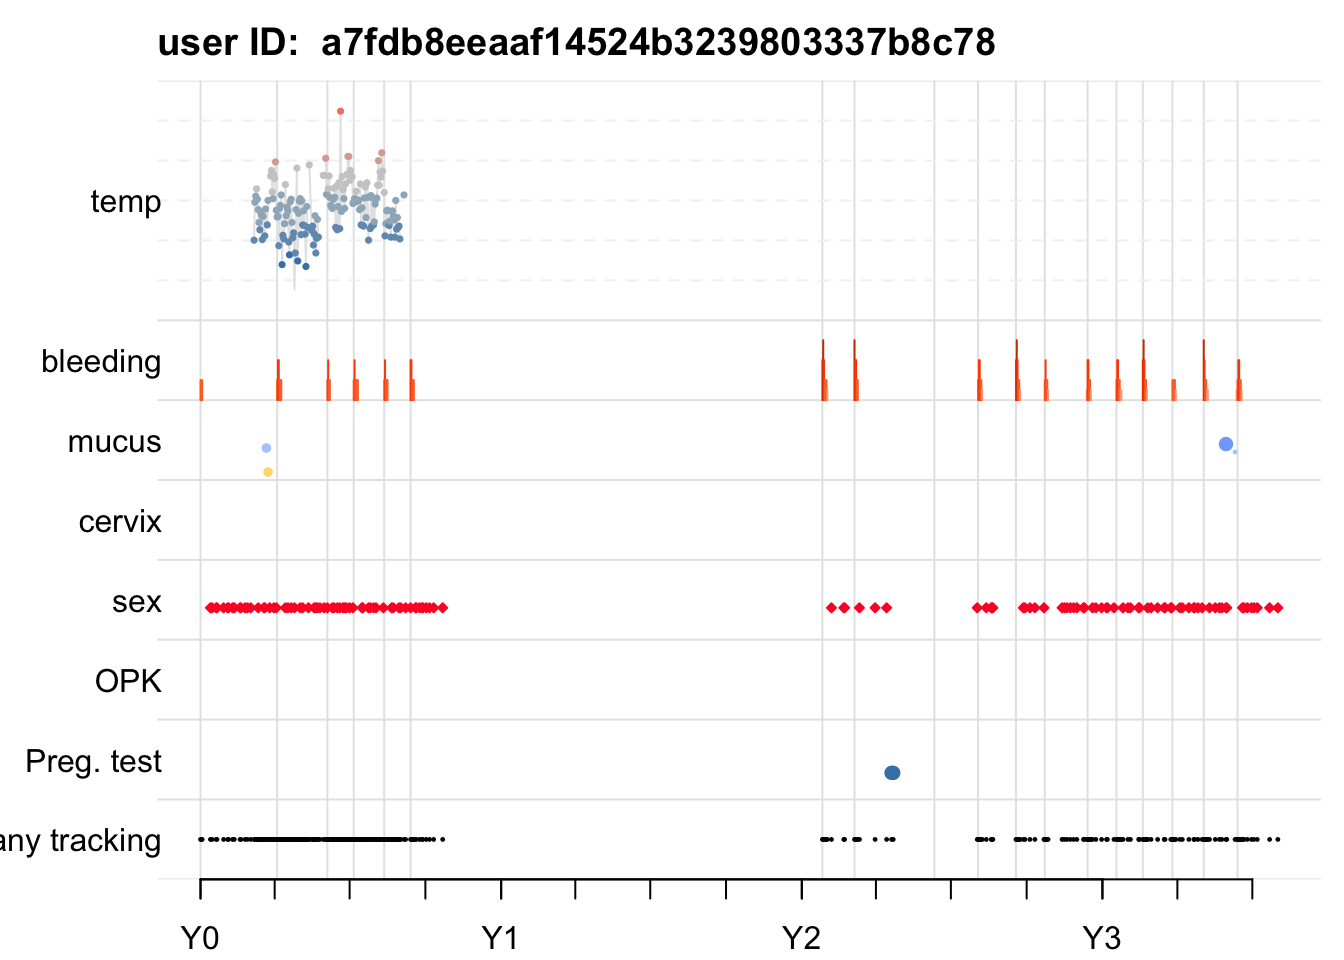 user ID:  a7fdb8eeaaf14524b3239803337b8c78
temp
bleeding
mucus
cervix
sex
OPK
Preg. test
any tracking
Y0 Y1 Y2 Y3